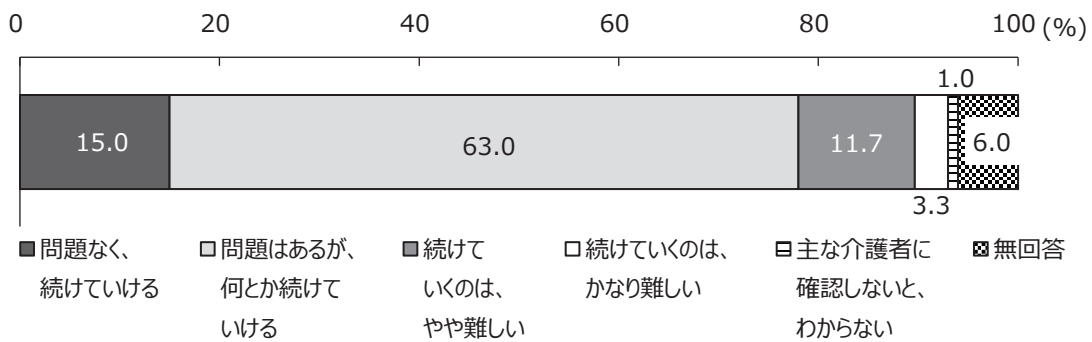 0 20 40 60 80 100 (%)
1.0
15.0 63.0 11.7 6.0
3.3
問題なく、
続けていける
問題はあるが、
何とか続けて
いける
続けて
いくのは、
やや難しい
続けていくのは、
かなり難しい
主な介護者に
確認しないと、
わからない
無回答